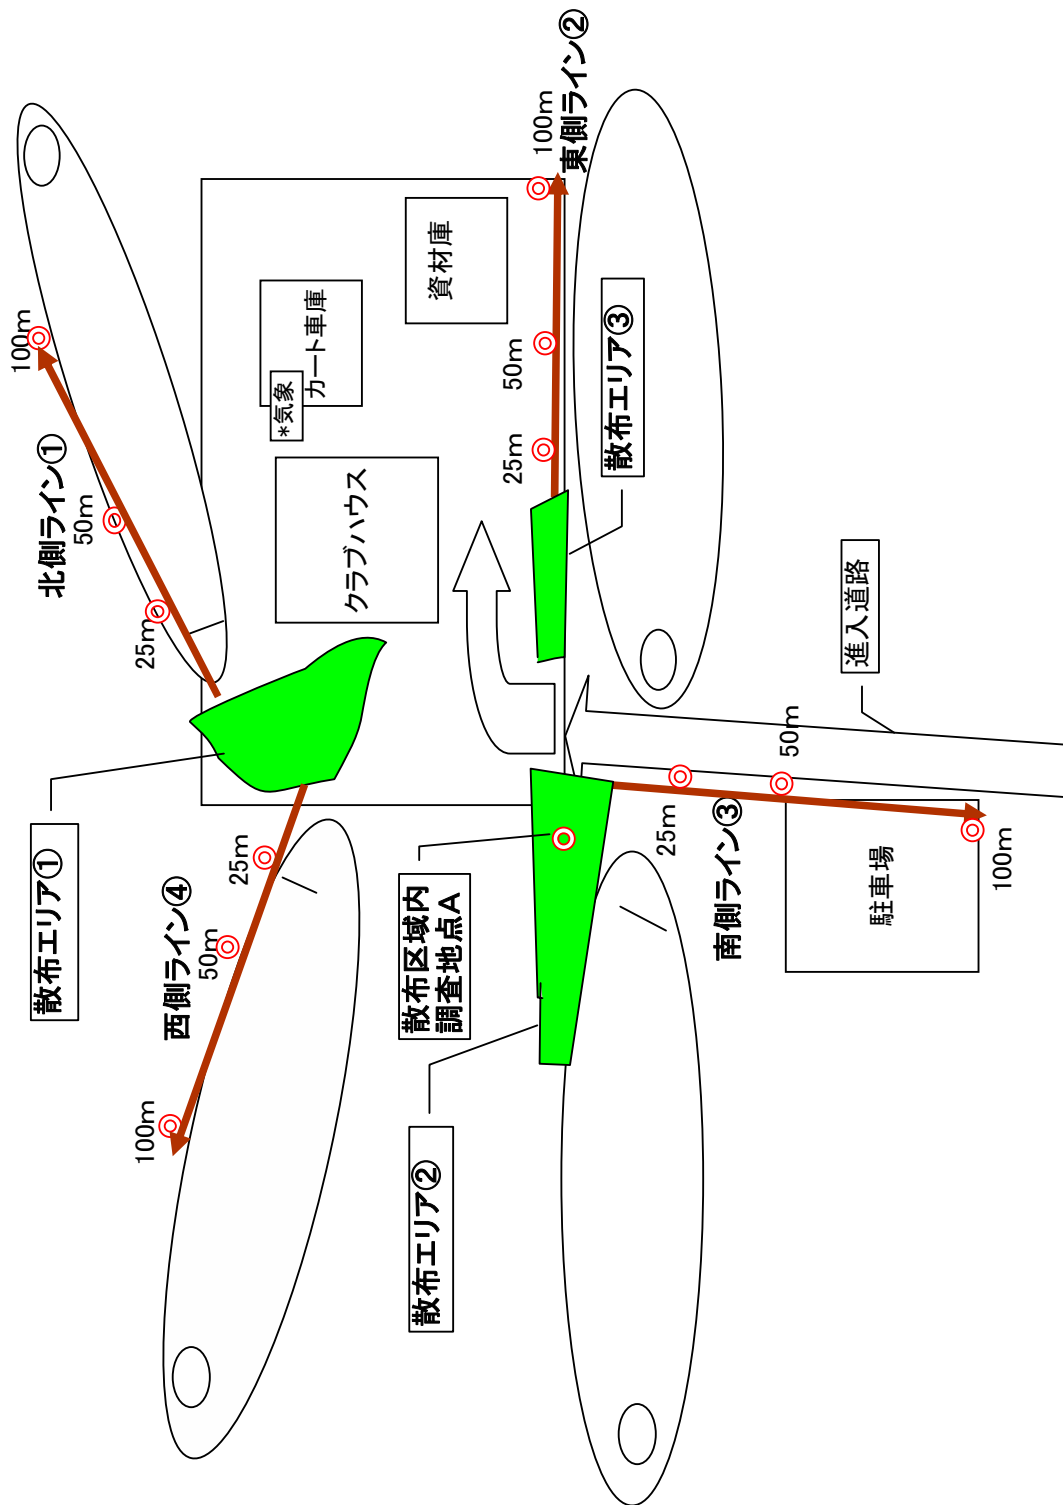 散布エリア①
西側ライン④
100m
50m
25m
北側ライン①
25m
50m
100m
クラブハウス
*気象
カート車庫
資材庫
散布区域内
調査地点A
散布エリア②
東側ライン②
25m
50m
100m
散布エリア③
南側ライン③
25m
50m
100m
駐車場
進入道路